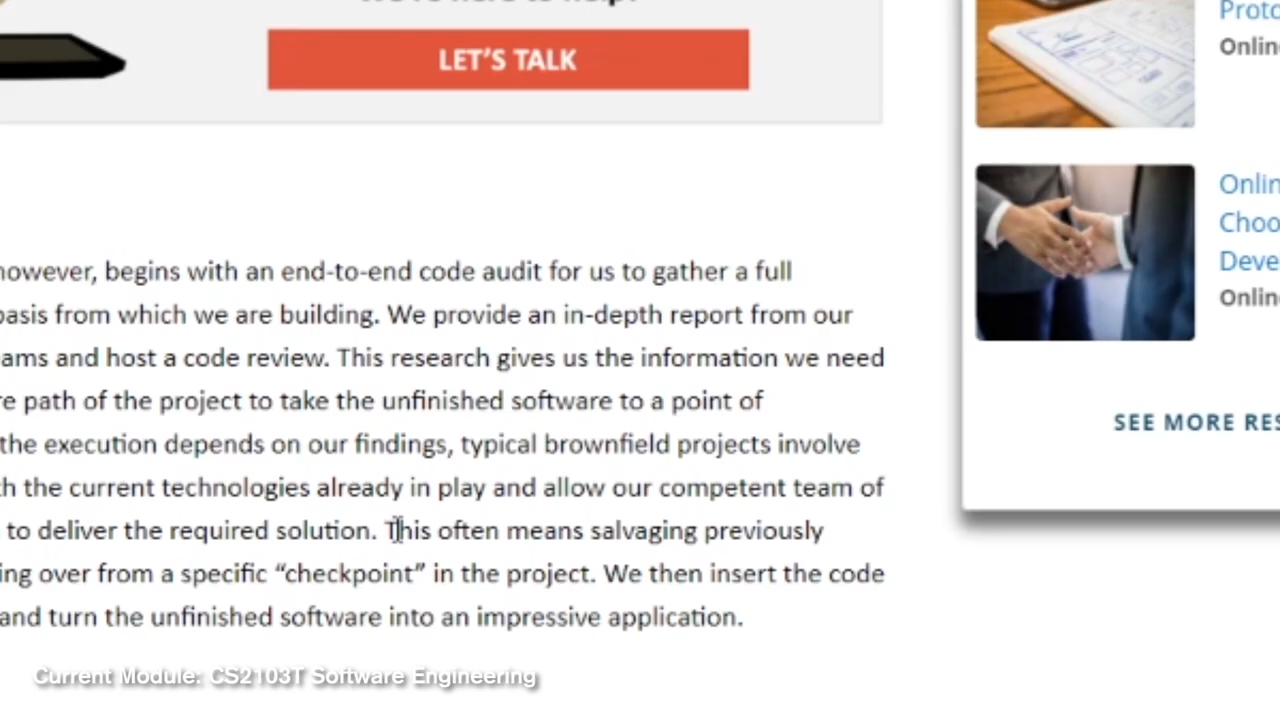 We're here to help!
LET'S TALK
however, begins with an end-to-end code audit for us to gather a full
basis from which we are building. We provide an in-depth report from our
and host a code review. This research gives us the information we need
path of the project to take the unfinished software to a point of
the execution depends on our findings, typical brownfield projects involve
the current technologies already in play and allow our competent team of
to deliver the required solution. This often means salvaging previously
over from a specific “checkpoint” in the project. We then insert the code
and turn the unfinished software into an impressive application.
Onlin
Onlin
Choo
Deve
Onlin
SEE MORE RES
Current Module: CS2103T Software Engineering